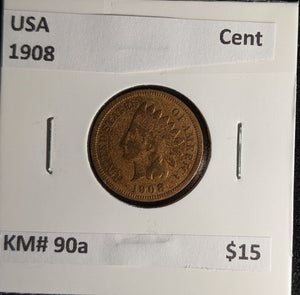 USA
1908
Cent
UNITED STATES OF AMERICA
1908
KM# 90a
$15